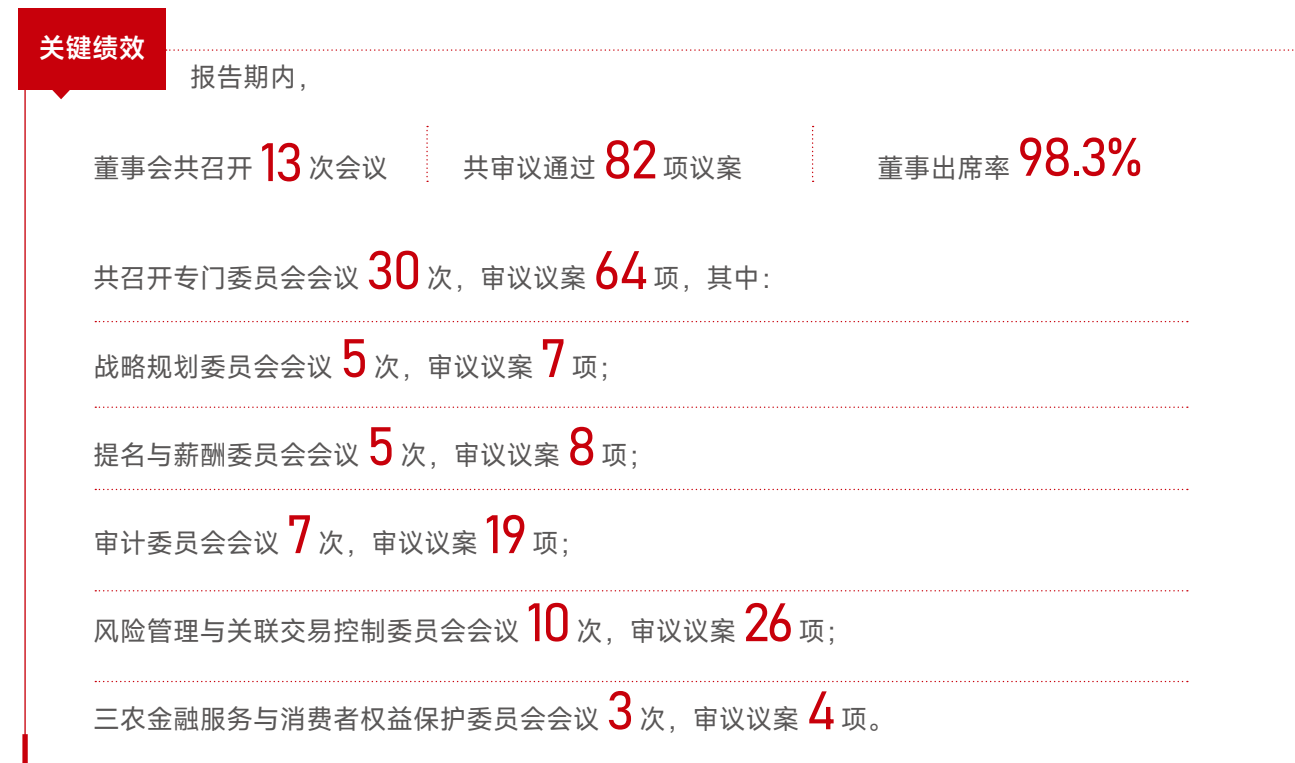 关键绩效
报告期内，
董事会共召开 13 次会议 共审议通过 82 项议案 董事出席率 98.3%
共召开专门委员会会议 30 次，审议议案 64 项，其中：
战略规划委员会会议 5 次，审议议案 7 项；
提名与薪酬委员会会议 5 次，审议议案 8 项；
审计委员会会议 7 次，审议议案 19 项；
风险管理与关联交易控制委员会会议 10 次，审议议案 26 项；
三农金融服务与消费者权益保护委员会会议 3 次，审议议案 4 项。